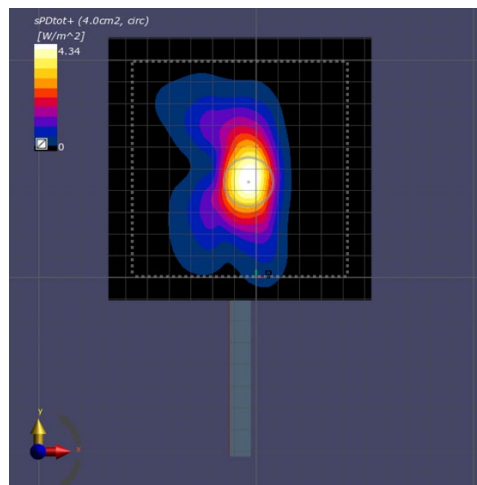 sPDtot+ (4.0cm2, circ)
[W/m^2]
4.34
0
y
x